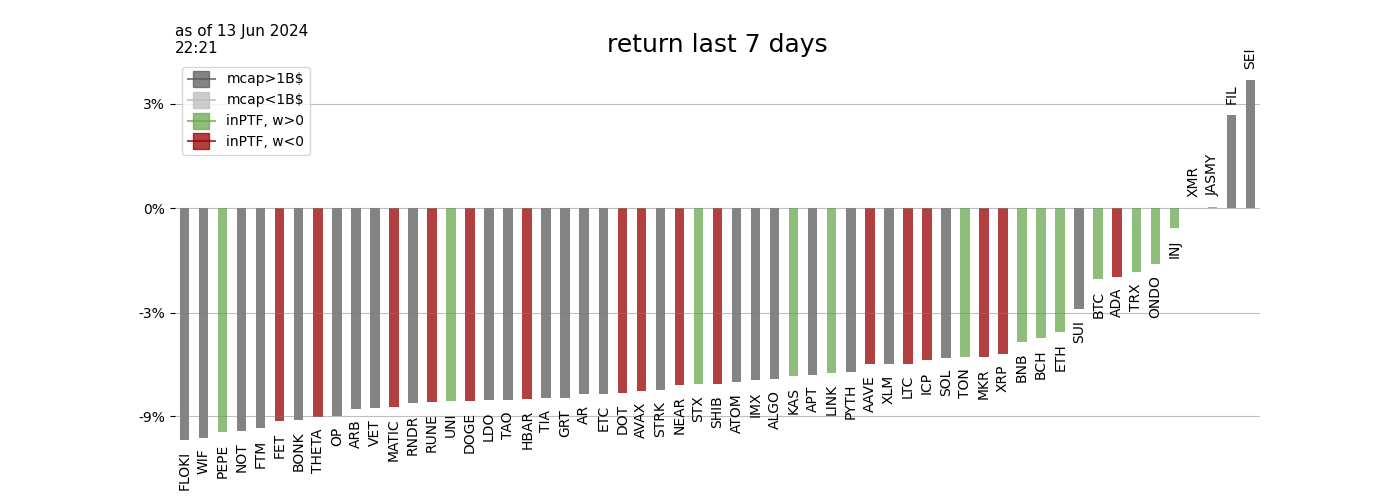 as of 13 Jun 2024
22:21
return last 7 days
mcap>1B$
mcap<1B$
inPTF, w>0
inPTF, w<0
3%
0%
-3%
-9%
FLOKI
WIF
PEPE
NOT
FTM
FET
BONK
THETA
OP
ARB
VET
MATIC
RNDR
RUNE
UNI
DOGE
LDO
TAO
HBAR
TIA
GRT
AR
ETC
DOT
AVAX
STRK
NEAR
STX
SHIB
ATOM
IMX
ALGO
KAS
APT
LINK
PYTH
AAVE
XLM
LTC
ICP
SOL
TON
MKR
XRP
BNB
BCH
ETH
SUI
BTC
ADA
TRX
ONDO
INJ
XMR
JASMY
FIL
SEI